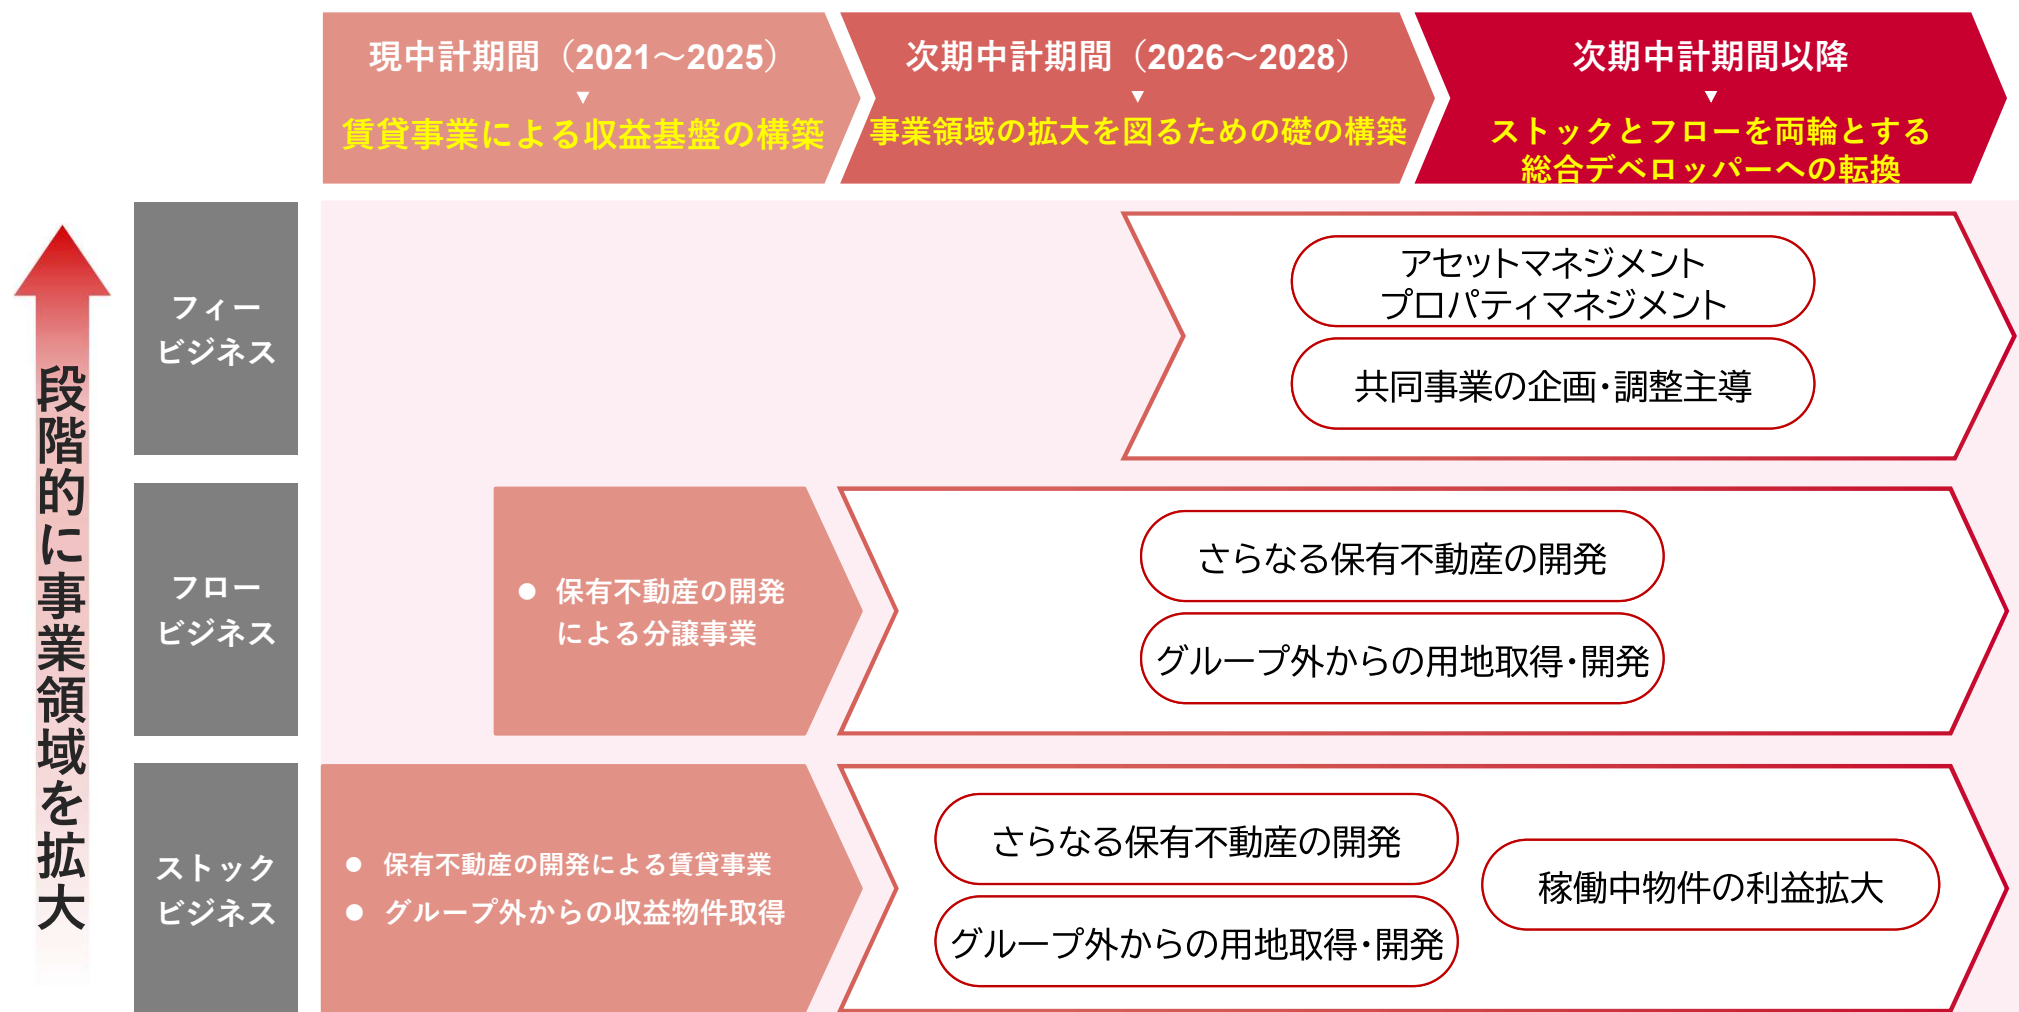 現中計期間（2021～2025）
▼
賃貸事業による収益基盤の構築
次期中計期間（2026～2028）
▼
事業領域の拡大を図るための礎の構築
次期中計期間以降
▼
ストックとフローを両輪とする
総合デベロッパーへの転換
段階的に事業領域を拡大
フィー
ビジネス
アセットマネジメント
プロパティマネジメント
共同事業の企画・調整主導
フロー
ビジネス
● 保有不動産の開発
による分譲事業
さらなる保有不動産の開発
グループ外からの用地取得・開発
ストック
ビジネス
● 保有不動産の開発による賃貸事業
● グループ外からの収益物件取得
さらなる保有不動産の開発
グループ外からの用地取得・開発
稼働中物件の利益拡大